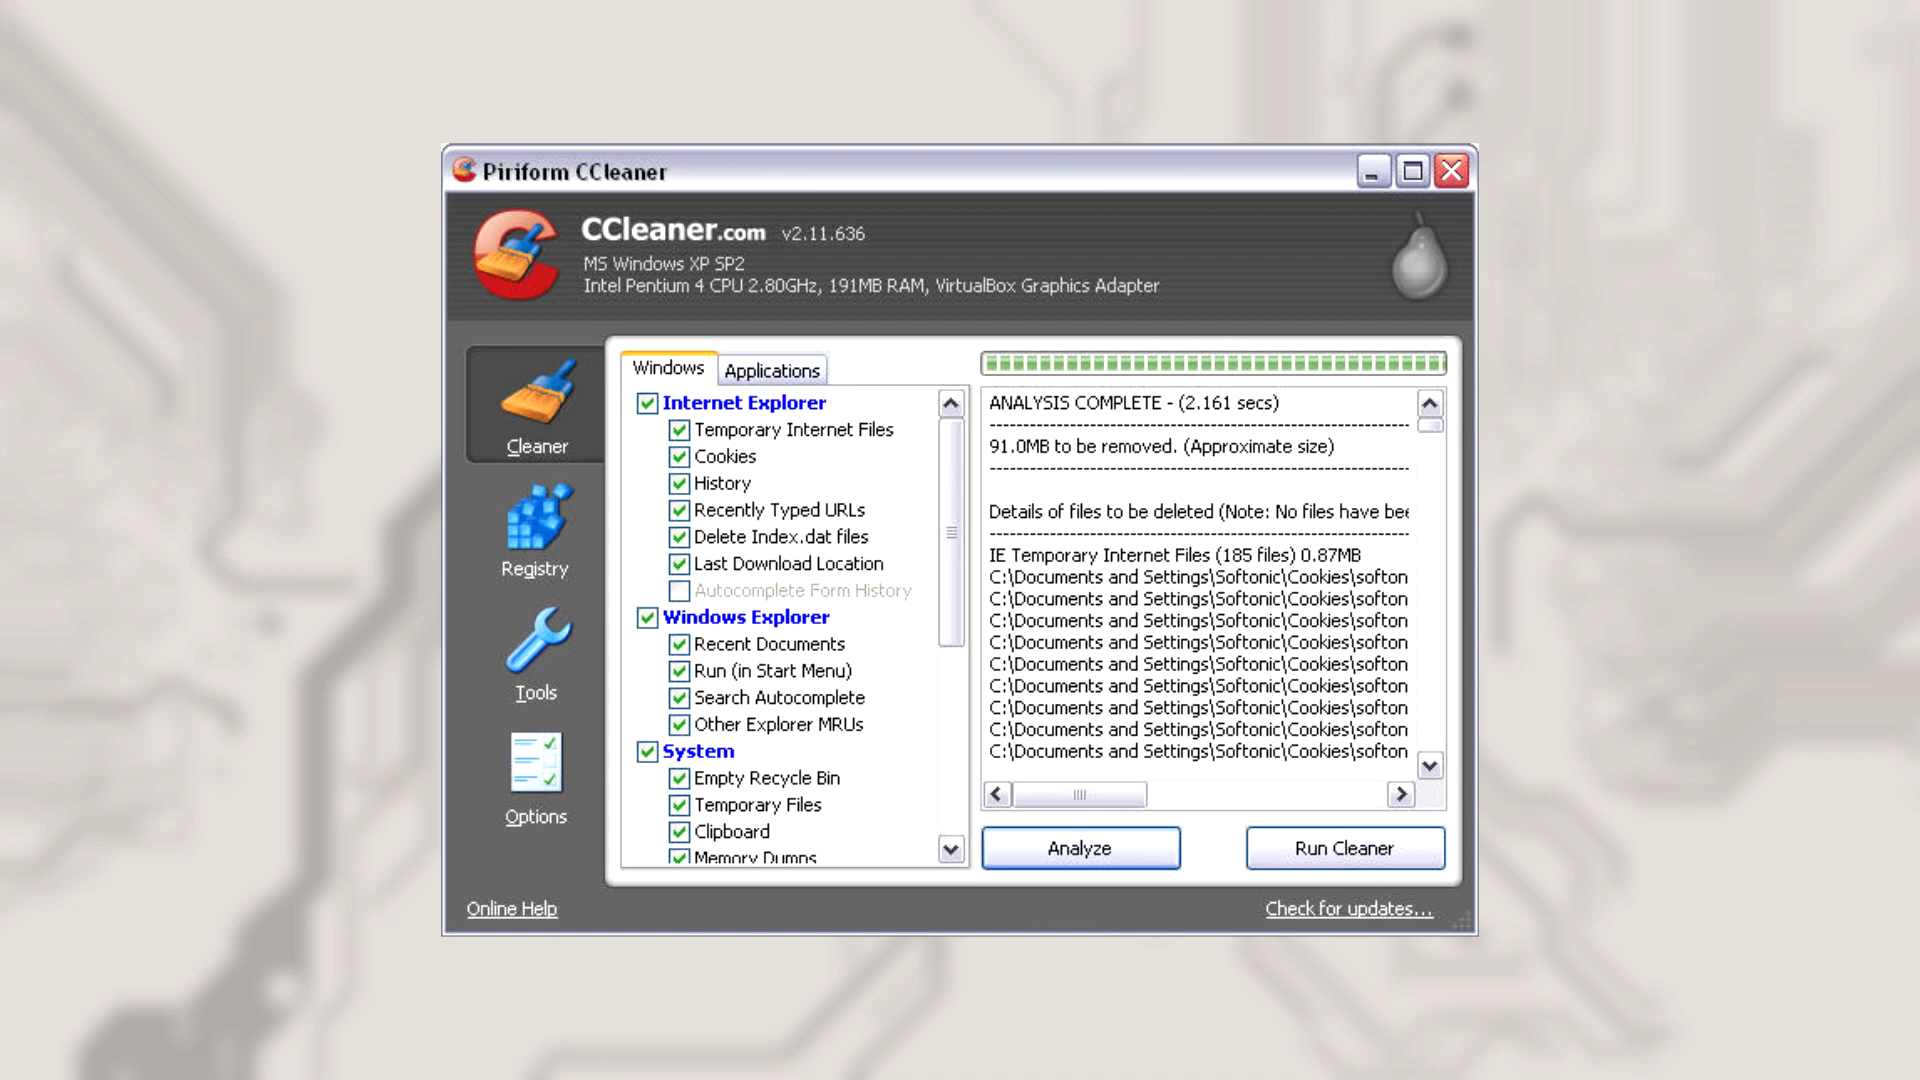 Piriform CCleaner
CCleaner.com v2.11.636
MS Windows XP SP2
Intel Pentium 4 CPU 2.80GHz, 191MB RAM, VirtualBox Graphics Adapter
Cleaner
Registry
Tools
Options
Windows Applications
Internet Explorer
Temporary Internet Files
Cookies
History
Recently Typed URLs
Delete Index.dat files
Last Download Location
Autocomplete Form History
Windows Explorer
Recent Documents
Run (in Start Menu)
Search Autocomplete
Other Explorer MRUs
System
Empty Recycle Bin
Temporary Files
Clipboard
Memory Dumps
ANALYSIS COMPLETE - (2.161 secs)
91.0MB to be removed. (Approximate size)
Details of files to be deleted (Note: No files have bee
IE Temporary Internet Files (185 files) 0.87MB
C:\Documents and Settings\Softonic\Cookies\softon
C:\Documents and Settings\Softonic\Cookies\softon
C:\Documents and Settings\Softonic\Cookies\softon
C:\Documents and Settings\Softonic\Cookies\softon
C:\Documents and Settings\Softonic\Cookies\softon
C:\Documents and Settings\Softonic\Cookies\softon
C:\Documents and Settings\Softonic\Cookies\softon
C:\Documents and Settings\Softonic\Cookies\softon
C:\Documents and Settings\Softonic\Cookies\softon
Analyze Run Cleaner
Online Help Check for updates...